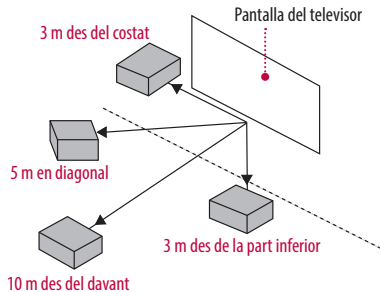 Pantalla del televisor
3 m des del costat
5 m en diagonal
3 m des de la part inferior
10 m des del davant